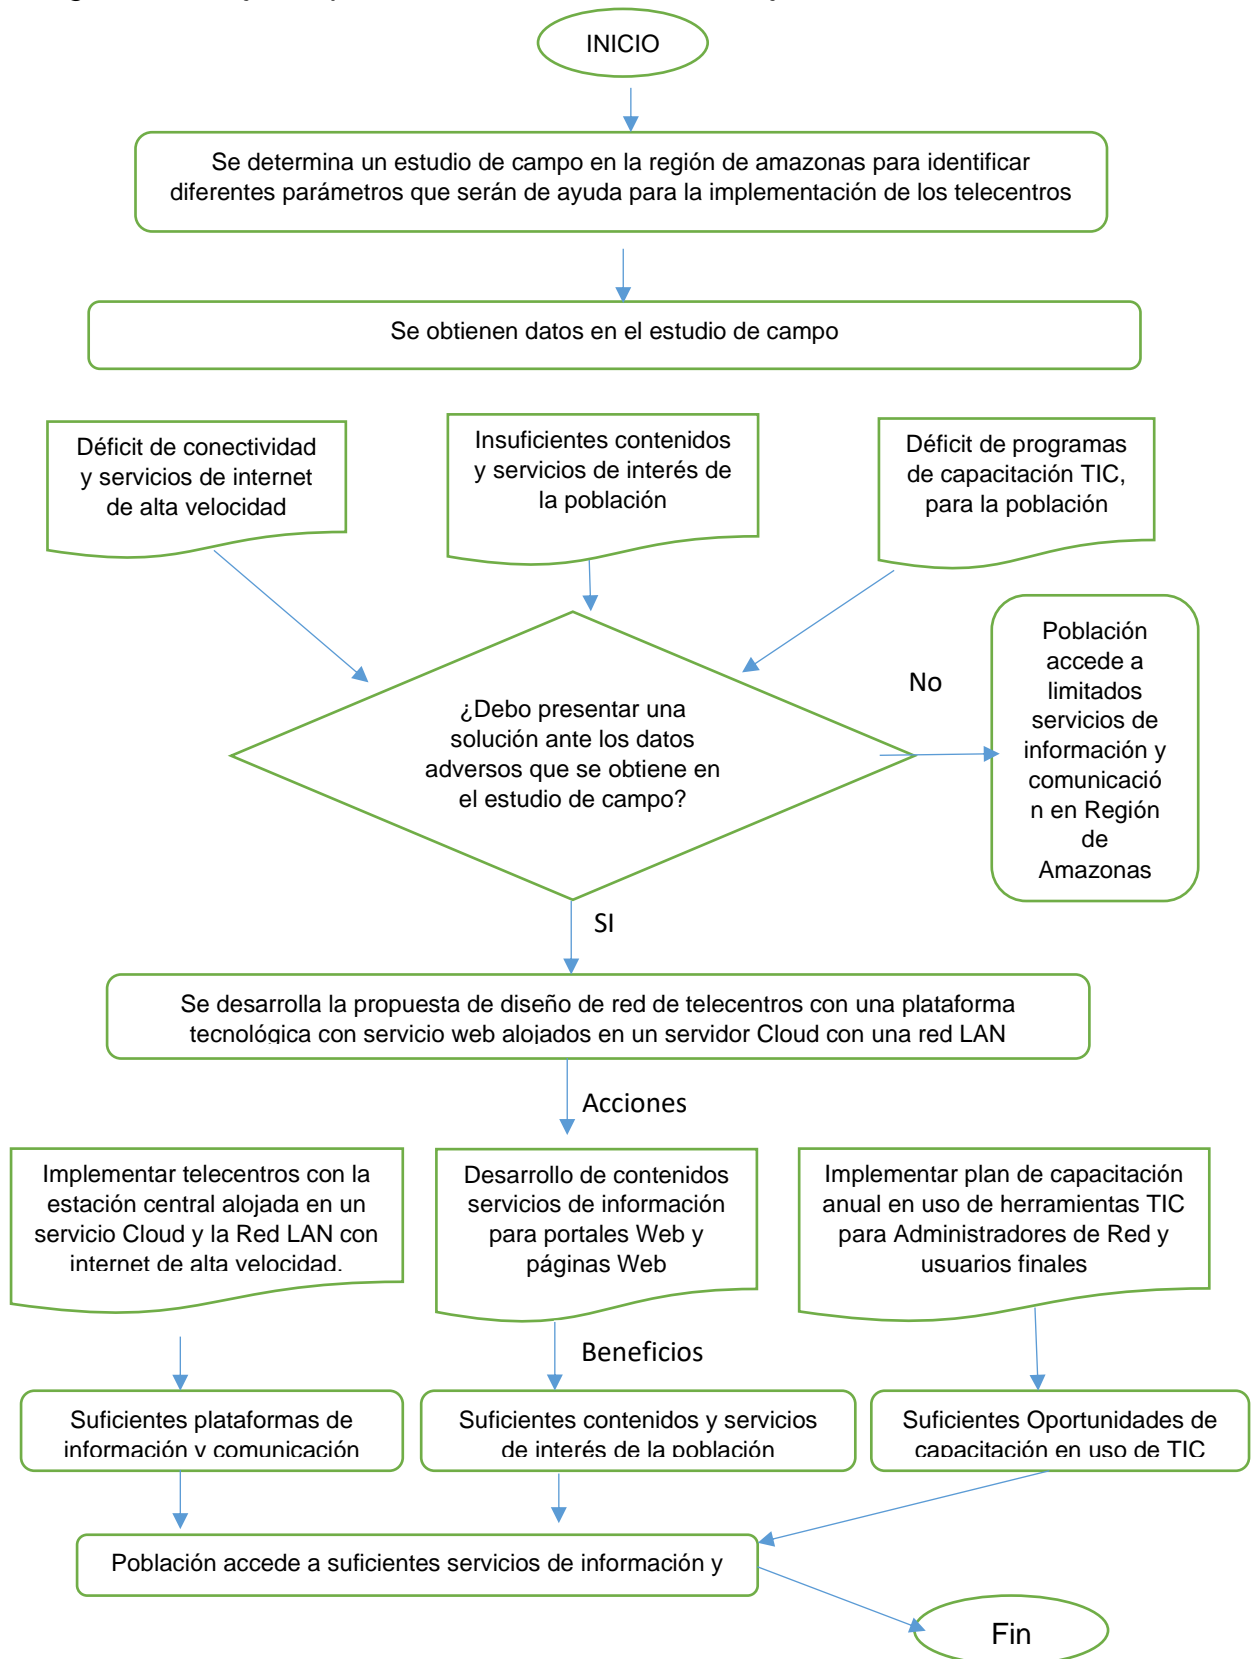 INICIO
Se determina un estudio de campo en la región de amazonas para identificar
diferentes parámetros que serán de ayuda para la implementación de los telecentros
Se obtienen datos en el estudio de campo
Déficit de conectividad
y servicios de internet
de alta velocidad
Insuficientes contenidos
y servicios de interés de
la población
Déficit de programas
de capacitación TIC,
para la población
¿Debo presentar una
solución ante los datos
adversos que se obtiene en
el estudio de campo?
No
Población
accede a
limitados
servicios de
información y
comunicació
n en Región
de
Amazonas
SI
Se desarrolla la propuesta de diseño de red de telecentros con una plataforma
tecnológica con servicio web alojados en un servidor Cloud con una red LAN
Acciones
Implementar telecentros con la
estación central alojada en un
servicio Cloud y la Red LAN con
internet de alta velocidad.
Desarrollo de contenidos
servicios de información
para portales Web y
páginas Web
Implementar plan de capacitación
anual en uso de herramientas TIC
para Administradores de Red y
usuarios finales
Beneficios
Suficientes plataformas de
información y comunicación
Suficientes contenidos y servicios
de interés de la población
Suficientes Oportunidades de
capacitación en uso de TIC
Población accede a suficientes servicios de información y
Fin